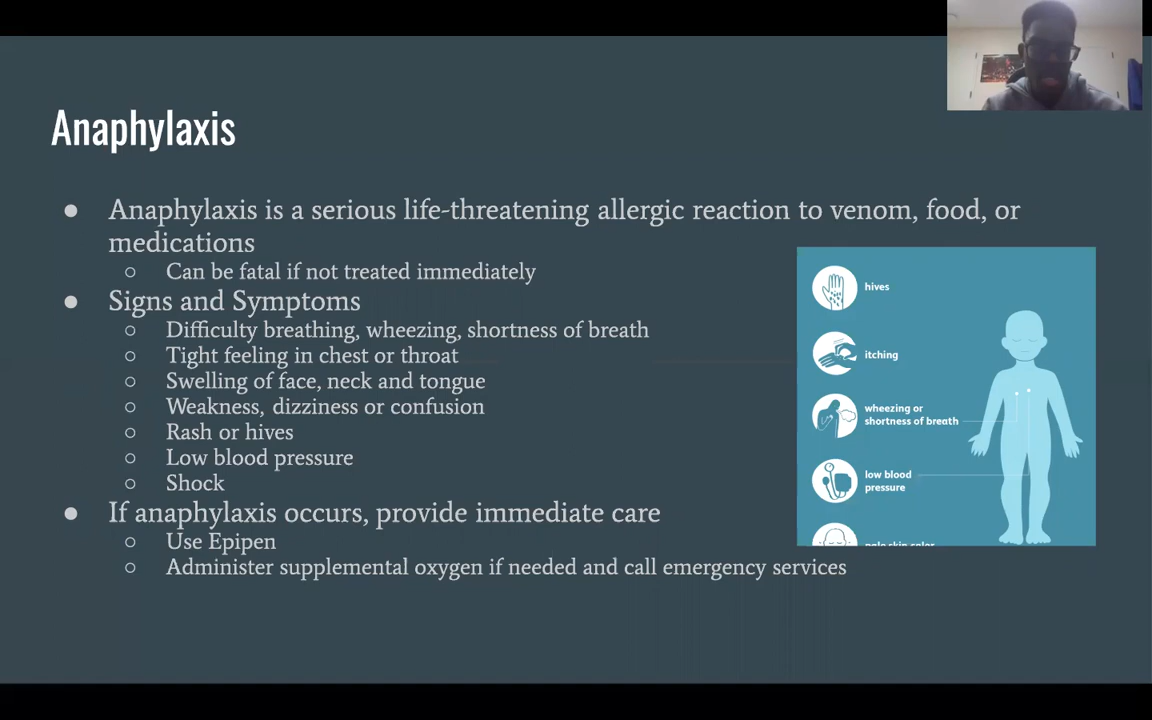 Anaphylaxis
● Anaphylaxis is a serious life-threatening allergic reaction to venom, food, or
medications
○ Can be fatal if not treated immediately
● Signs and Symptoms
○ Difficulty breathing, wheezing, shortness of breath
○ Tight feeling in chest or throat
○ Swelling of face, neck and tongue
○ Weakness, dizziness or confusion
○ Rash or hives
○ Low blood pressure
○ Shock
● If anaphylaxis occurs, provide immediate care
○ Use Epipen
○ Administer supplemental oxygen if needed and call emergency services
hives
itching
wheezing or
shortness of breath
low blood
pressure
pale skin color